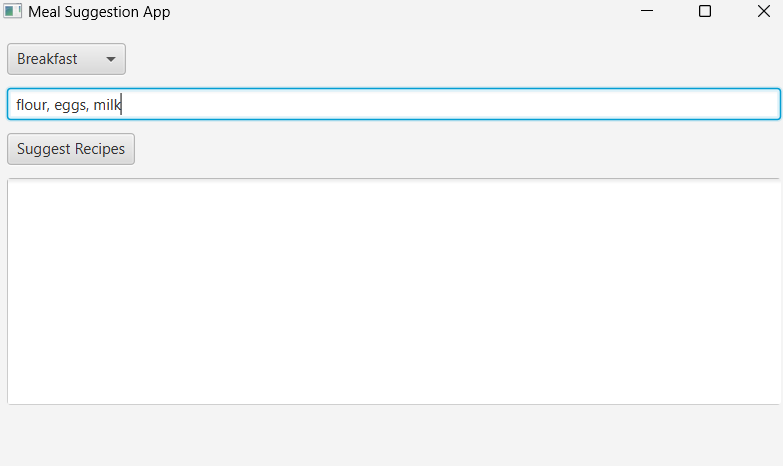 Meal Suggestion App
Breakfast
flour, eggs, milk
Suggest Recipes